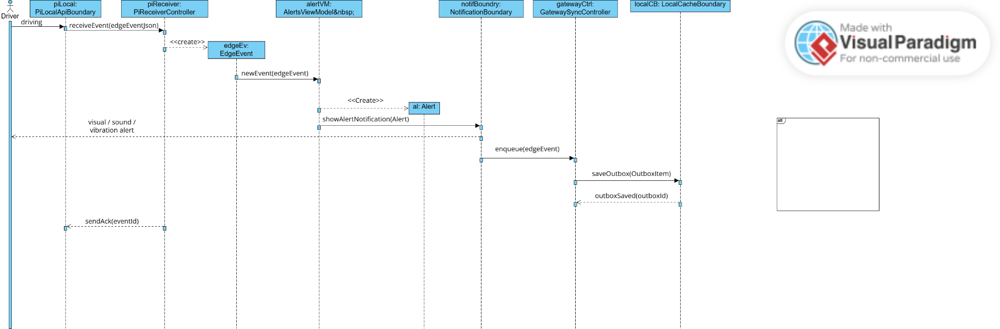 piLocal:
PiLocalApiBoundary
piReceiver:
PiReceiverController
alertVM:
AlertsViewModel&nbsp;
notifBoundry:
NotificationBoundary
gatewayCtrl:
GatewaySyncController
localCB: LocalCacheBoundary
Driver
Made with
Visual Paradigm
For non-commercial use
driving
receiveEvent(edgeEventJson)
<<create>>
edgeEv:
EdgeEvent
newEvent(edgeEvent)
<<Create>>
al: Alert
showAlertNotification(Alert)
visual / sound /
vibration alert
alt
enqueue(edgeEvent)
saveOutbox(OutboxItem)
outboxSaved(outboxId)
sendAck(eventId)